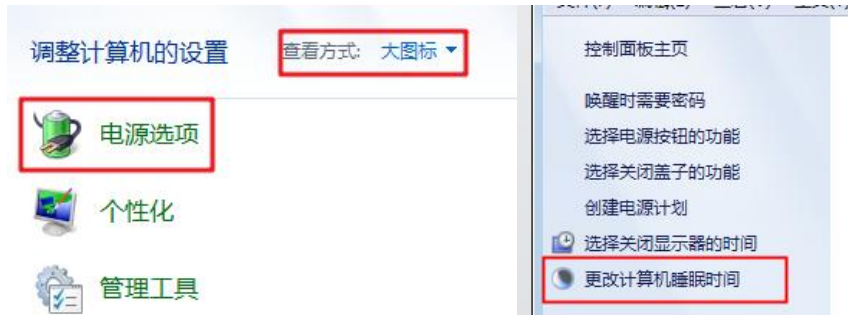 调整计算机的设置
查看方式: 大图标
电源选项
个性化
管理工具
控制面板主页
唤醒时需要密码
选择电源按钮的功能
选择关闭盖子的功能
创建电源计划
选择关闭显示器的时间
更改计算机睡眠时间